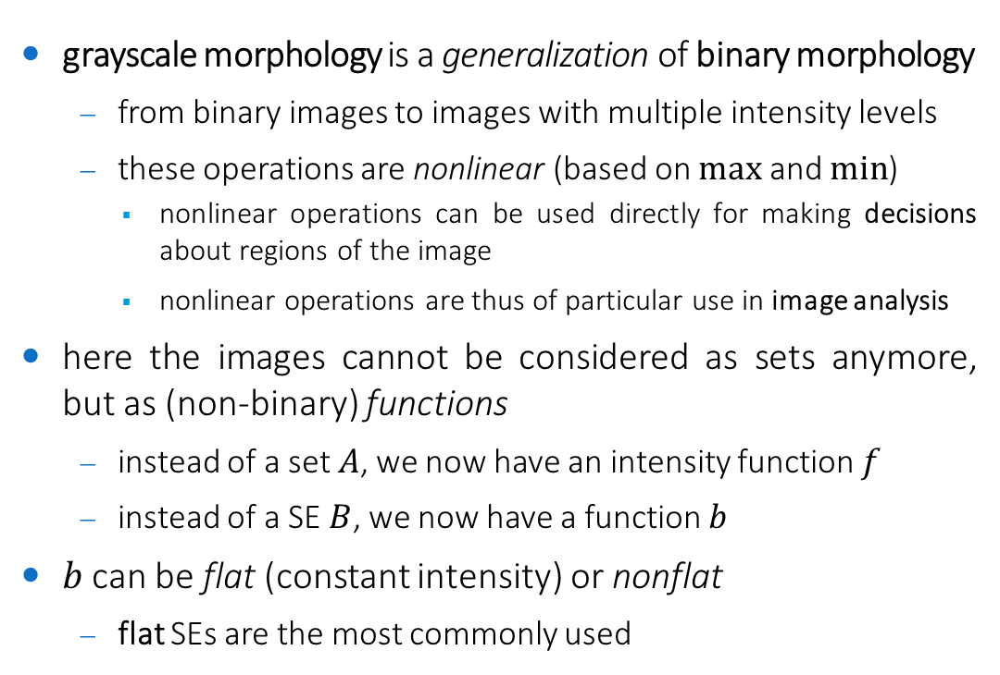 • grayscale morphology is a generalization of binary morphology
– from binary images to images with multiple intensity levels
– these operations are nonlinear (based on max and min)
▪ nonlinear operations can be used directly for making decisions
about regions of the image
▪ nonlinear operations are thus of particular use in image analysis
• here the images cannot be considered as sets anymore,
but as (non-binary) functions
– instead of a set A, we now have an intensity function f
– instead of a SE B, we now have a function b
• b can be flat (constant intensity) or nonflat
– flat SEs are the most commonly used